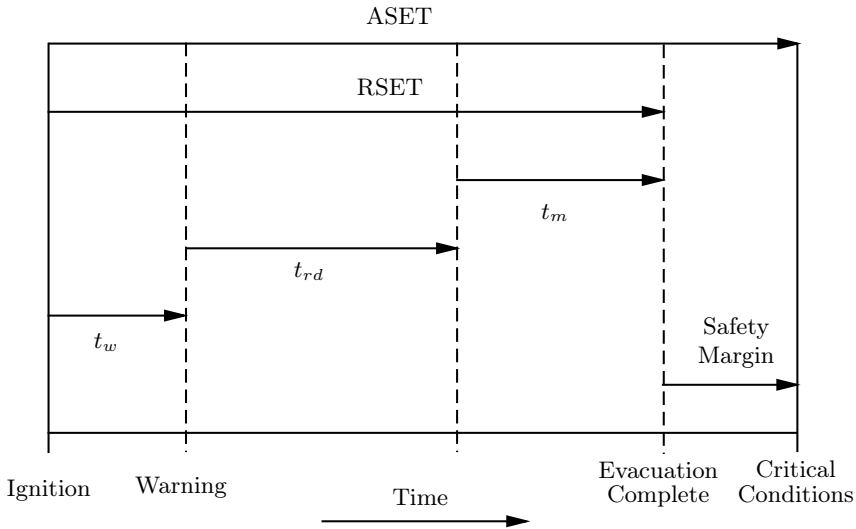 ASET
RSET
t_m
t_rd
t_w
Safety
Margin
Ignition
Warning
Time
Evacuation
Complete
Critical
Conditions